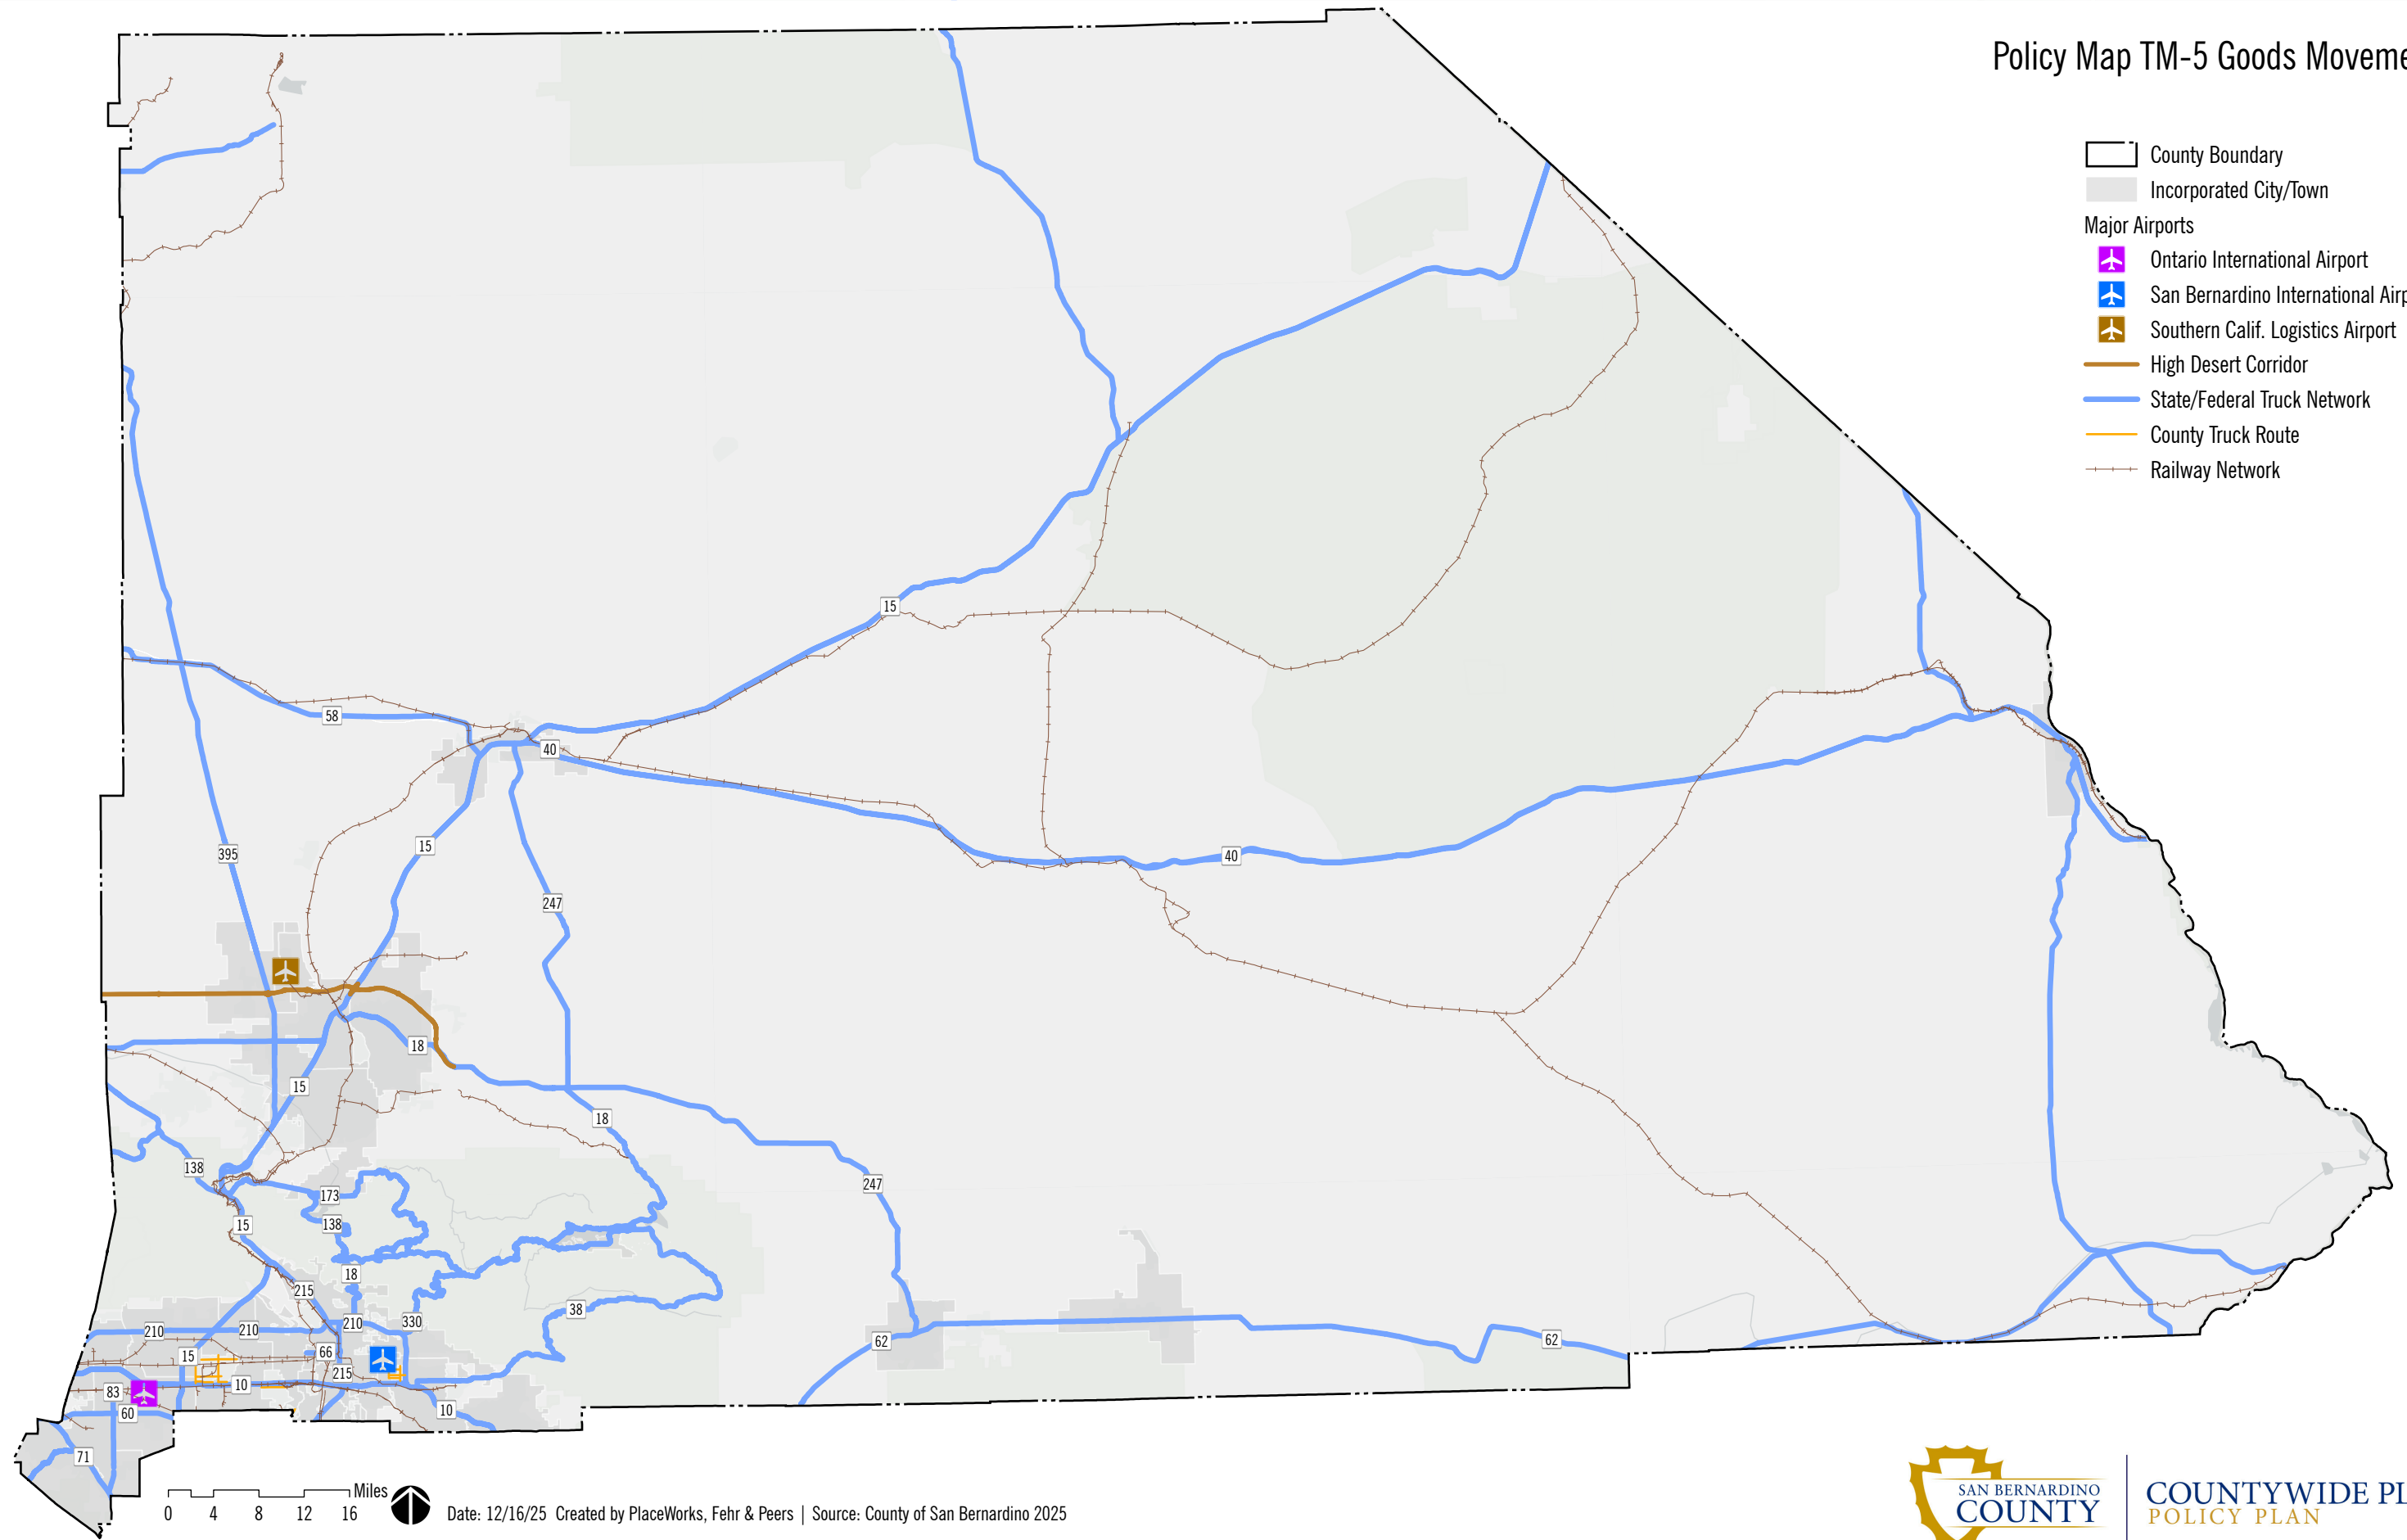 Policy Map TM-5 Goods Moveme
County Boundary
Incorporated City/Town
Major Airports
Ontario International Airport
San Bernardino International Airp
Southern Calif. Logistics Airport
High Desert Corridor
State/Federal Truck Network
County Truck Route
Railway Network
15
58
40
15
395
40
247
18
15
18
138
247
173
138
15
18
215
38
210
210
210
330
62
62
66
15
215
10
83
60
10
71
Miles
0 4 8 12 16
Date: 12/16/25 Created by PlaceWorks, Fehr & Peers | Source: County of San Bernardino 2025
SAN BERNARDINO
COUNTY
COUNTYWIDE PL
POLICY PLAN